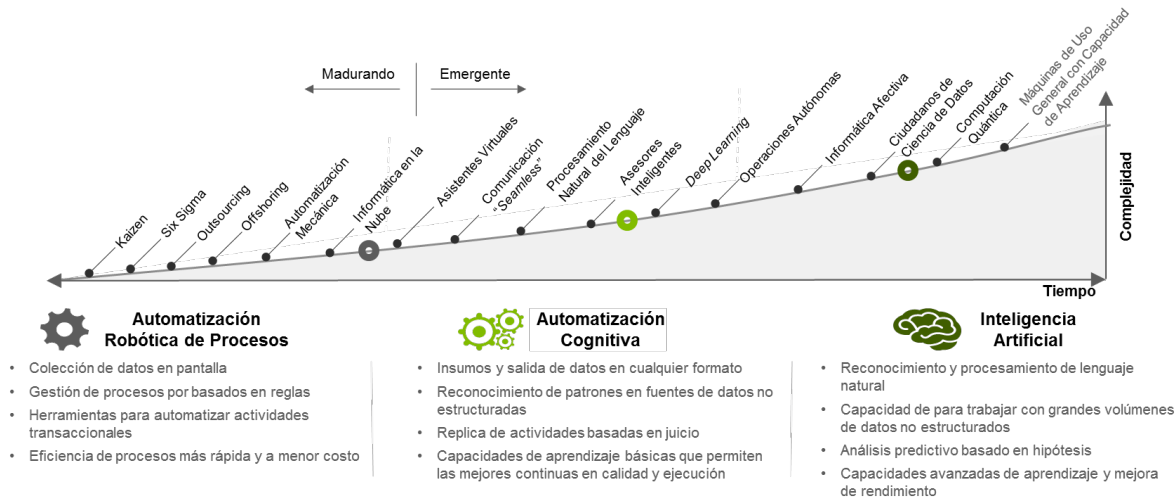 Madurando
Emergente
Kaizen
Six Sigma
Outsourcing
Offshoring
Automatización
Mecánica
Informática en la
Nube
Asistentes Virtuales
Comunicación
“Seamless”
Procesamiento
Natural del Lenguaje
Asesores
Inteligentes
Deep Learning
Operaciones Autónomas
Informática Afectiva
Ciudadanos de
Ciencia de Datos
Computación
Quántica
Máquinas de Uso
General con Capacidad
de Aprendizaje
Complejidad
Tiempo
Automatización
Robótica de Procesos
• Colección de datos en pantalla
• Gestión de procesos por basados en reglas
• Herramientas para automatizar actividades
transaccionales
• Eficiencia de procesos más rápida y a menor costo
Automatización
Cognitiva
• Insumos y salida de datos en cualquier formato
• Reconocimiento de patrones en fuentes de datos no
estructuradas
• Replica de actividades basadas en juicio
• Capacidades de aprendizaje básicas que permiten
las mejores continuas en calidad y ejecución
Inteligencia
Artificial
• Reconocimiento y procesamiento de lenguaje
natural
• Capacidad de para trabajar con grandes volúmenes
de datos no estructurados
• Análisis predictivo basado en hipótesis
• Capacidades avanzadas de aprendizaje y mejora
de rendimiento